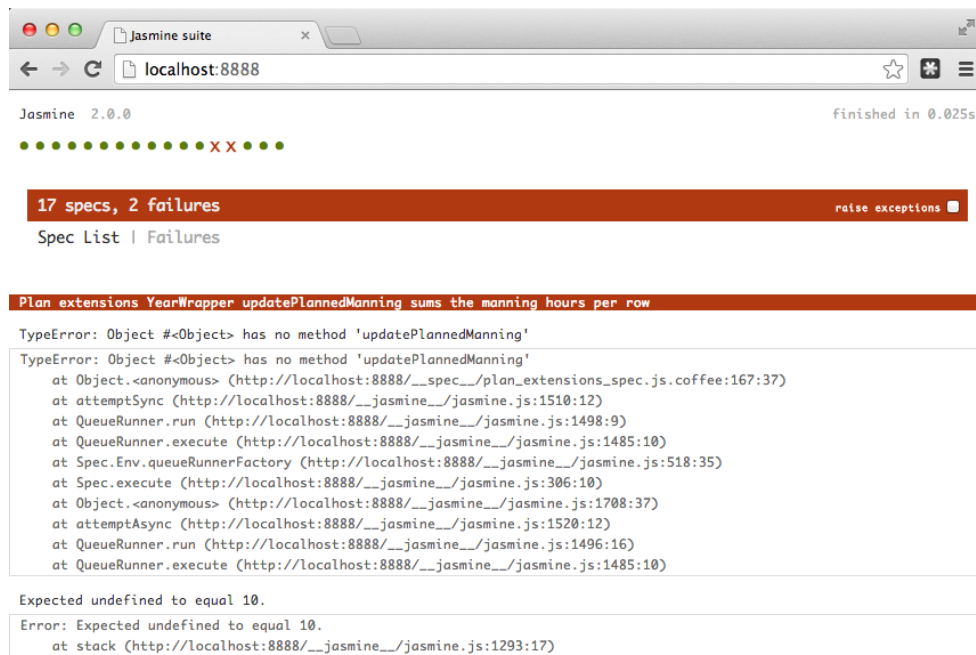 Jasmine suite
localhost:8888
Jasmine 2.0.0 finished in 0.025s
●●●●●●●●●●●●xx●●●
17 specs, 2 failures raise exceptions
Spec List | Failures
Plan extensions YearWrapper updatePlannedManning sums the manning hours per row
TypeError: Object #<Object> has no method 'updatePlannedManning'
TypeError: Object #<Object> has no method 'updatePlannedManning'
at Object.<anonymous> (http://localhost:8888/__spec__/plan_extensions_spec.js.coffee:167:37)
at attemptSync (http://localhost:8888/__jasmine__/jasmine.js:1510:12)
at QueueRunner.run (http://localhost:8888/__jasmine__/jasmine.js:1498:9)
at QueueRunner.execute (http://localhost:8888/__jasmine__/jasmine.js:1485:10)
at Spec.Env.queueRunnerFactory (http://localhost:8888/__jasmine__/jasmine.js:518:35)
at Spec.execute (http://localhost:8888/__jasmine__/jasmine.js:306:10)
at Object.<anonymous> (http://localhost:8888/__jasmine__/jasmine.js:1708:37)
at attemptAsync (http://localhost:8888/__jasmine__/jasmine.js:1520:12)
at QueueRunner.run (http://localhost:8888/__jasmine__/jasmine.js:1496:16)
at QueueRunner.execute (http://localhost:8888/__jasmine__/jasmine.js:1485:10)
Expected undefined to equal 10.
Error: Expected undefined to equal 10.
at stack (http://localhost:8888/__jasmine__/jasmine.js:1293:17)